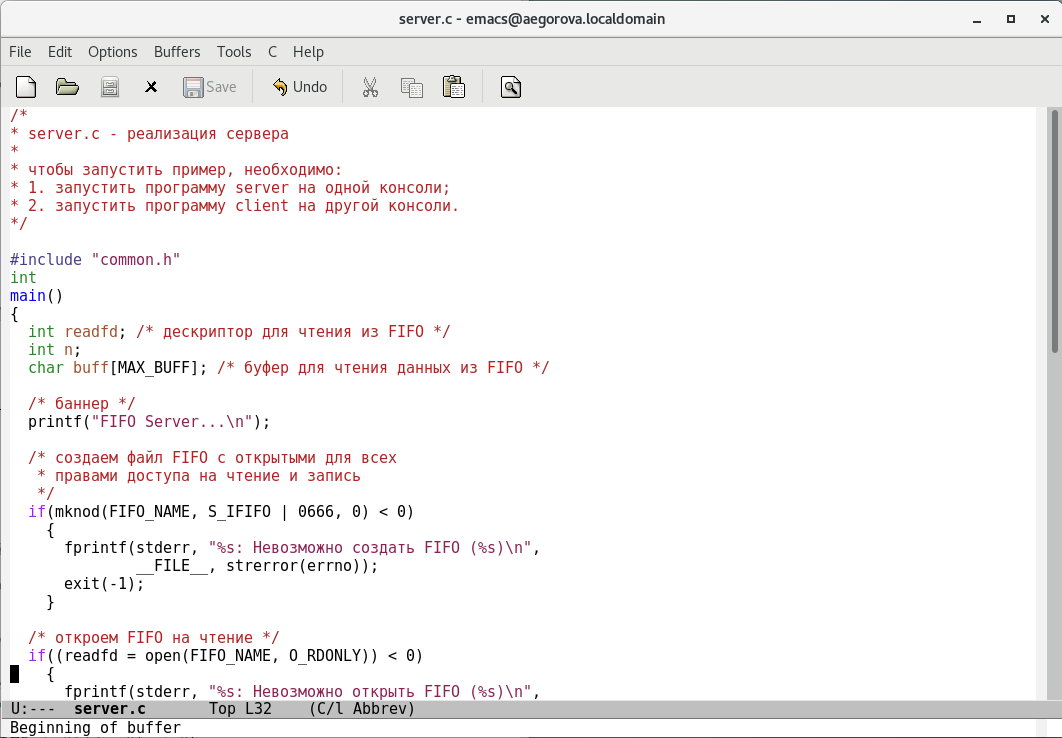 server.c - emacs@aegorova.localdomain
File Edit Options Buffers Tools C Help
Save Undo
/*
* server.c - реализация сервера
*
* чтобы запустить пример, необходимо:
* 1. запустить программу server на одной консоли;
* 2. запустить программу client на другой консоли.
*/
#include "common.h"
int
main()
{
  int readfd; /* дескриптор для чтения из FIFO */
  int n;
  char buff[MAX_BUFF]; /* буфер для чтения данных из FIFO */
  /* баннер */
  printf("FIFO Server...\n");
  /* создаем файл FIFO с открытыми для всех
   * правами доступа на чтение и запись
   */
  if(mknod(FIFO_NAME, S_IFIFO | 0666, 0) < 0)
    {
      fprintf(stderr, "%s: Невозможно создать FIFO (%s)\n",
              __FILE__, strerror(errno));
      exit(-1);
    }
  /* откроем FIFO на чтение */
  if((readfd = open(FIFO_NAME, O_RDONLY)) < 0)
    {
      fprintf(stderr, "%s: Невозможно открыть FIFO (%s)\n",
U:--- server.c Top L32 (C/l Abbrev)
Beginning of buffer